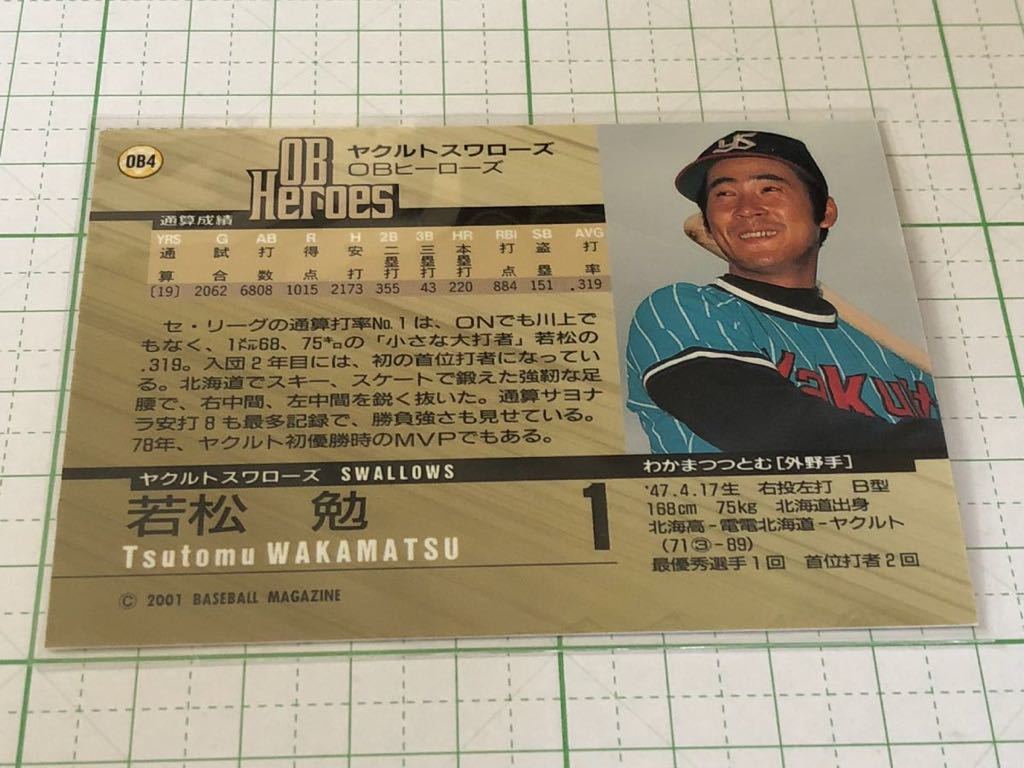 OB4
OB
Heroes
ヤクルトスワローズ
OBヒーローズ
通算成績
YRS G AB R H 2B 3B HR RBI SB AVG
通算 試合 打数 得点 安打 二塁打 三塁打 本塁打 打点 盗塁 打率
[19] 2062 6808 1015 2173 355 43 220 884 151 .319
セ・リーグの通算打率No.1は、ONでも川上で
もなく、1㍍68、75㌔の「小さな大打者」若松の
.319。入団2年目には、初の首位打者になってい
る。北海道でスキー、スケートで鍛えた強靭な足
腰で、右中間、左中間を鋭く抜いた。通算サヨナ
ラ安打8も最多記録で、勝負強さも見せている。
78年、ヤクルト初優勝時のMVPでもある。
YS
Yakult
ヤクルトスワローズ SWALLOWS
若松 勉
Tsutomu WAKAMATSU
1
© 2001 BASEBALL MAGAZINE
わかまつつとむ[外野手]
'47.4.17生 右投左打 B型
168cm 75kg 北海道出身
北海高-電電北海道-ヤクルト
(71③-89)
最優秀選手1回 首位打者2回